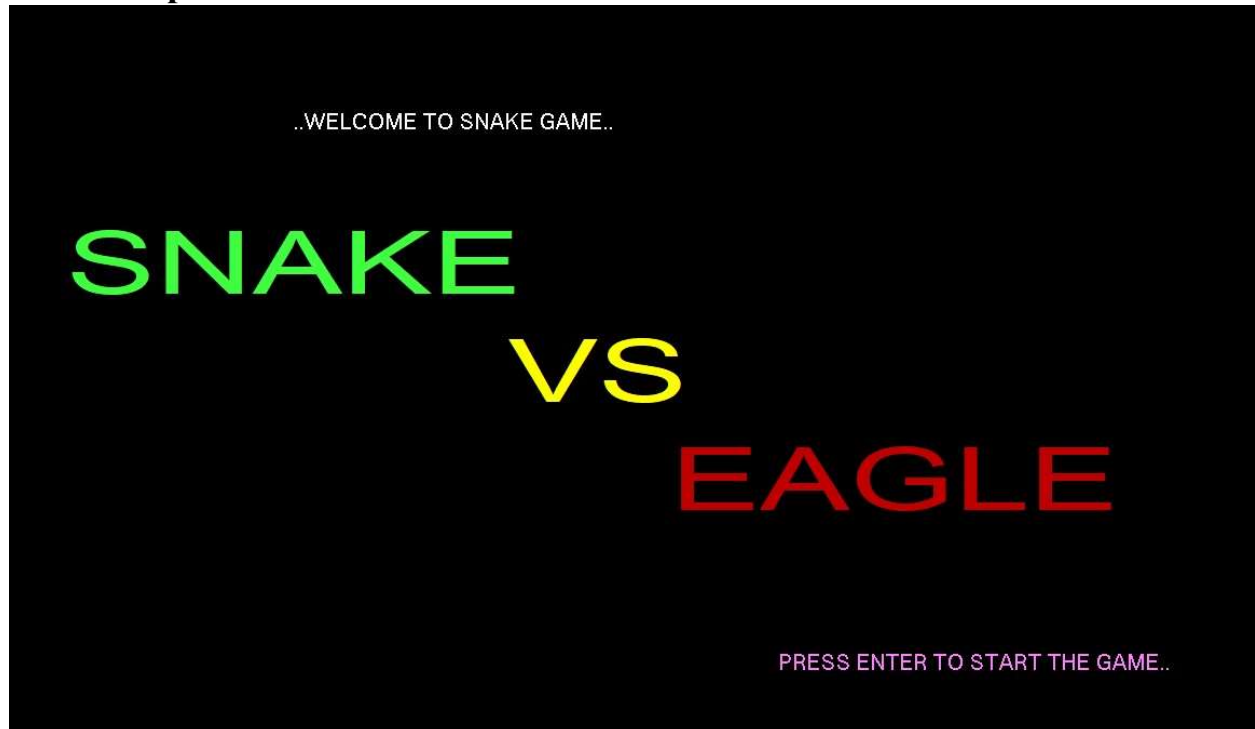 ..WELCOME TO SNAKE GAME..
SNAKE
VS
EAGLE
PRESS ENTER TO START THE GAME..